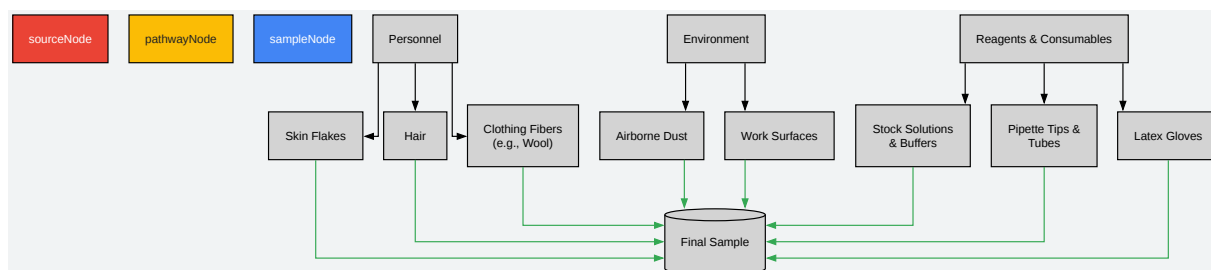 sourceNode
pathwayNode
sampleNode
Personnel
Environment
Reagents & Consumables
Skin Flakes
Hair
Clothing Fibers
(e.g., Wool)
Airborne Dust
Work Surfaces
Stock Solutions
& Buffers
Pipette Tips &
Tubes
Latex Gloves
Final Sample